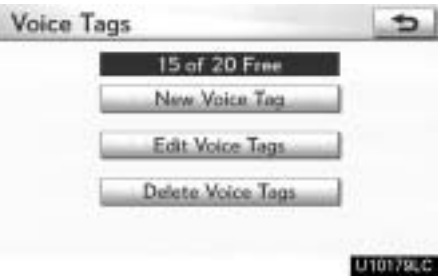 Voice Tags
15 of 20 Free
New Voice Tag
Edit Voice Tags
Delete Voice Tags
U10179LC